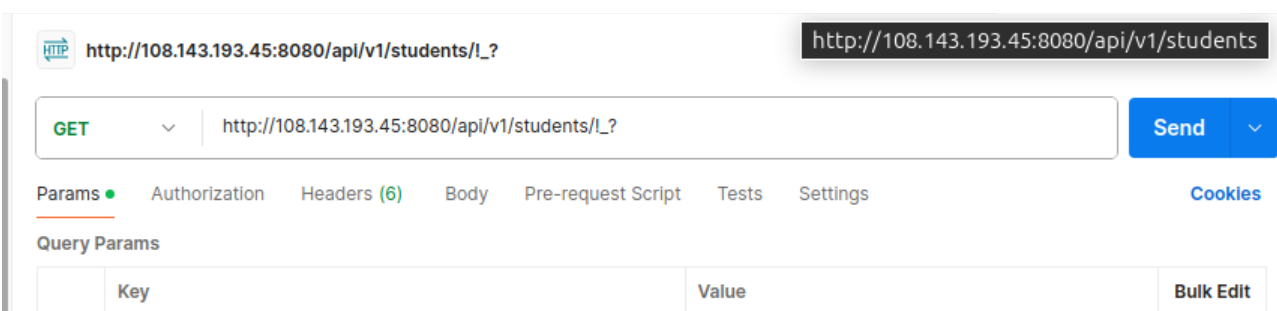 HTTP http://108.143.193.45:8080/api/v1/students/!_?
http://108.143.193.45:8080/api/v1/students
GET http://108.143.193.45:8080/api/v1/students/!_? Send
Params Authorization Headers (6) Body Pre-request Script Tests Settings Cookies
Query Params
Key Value Bulk Edit